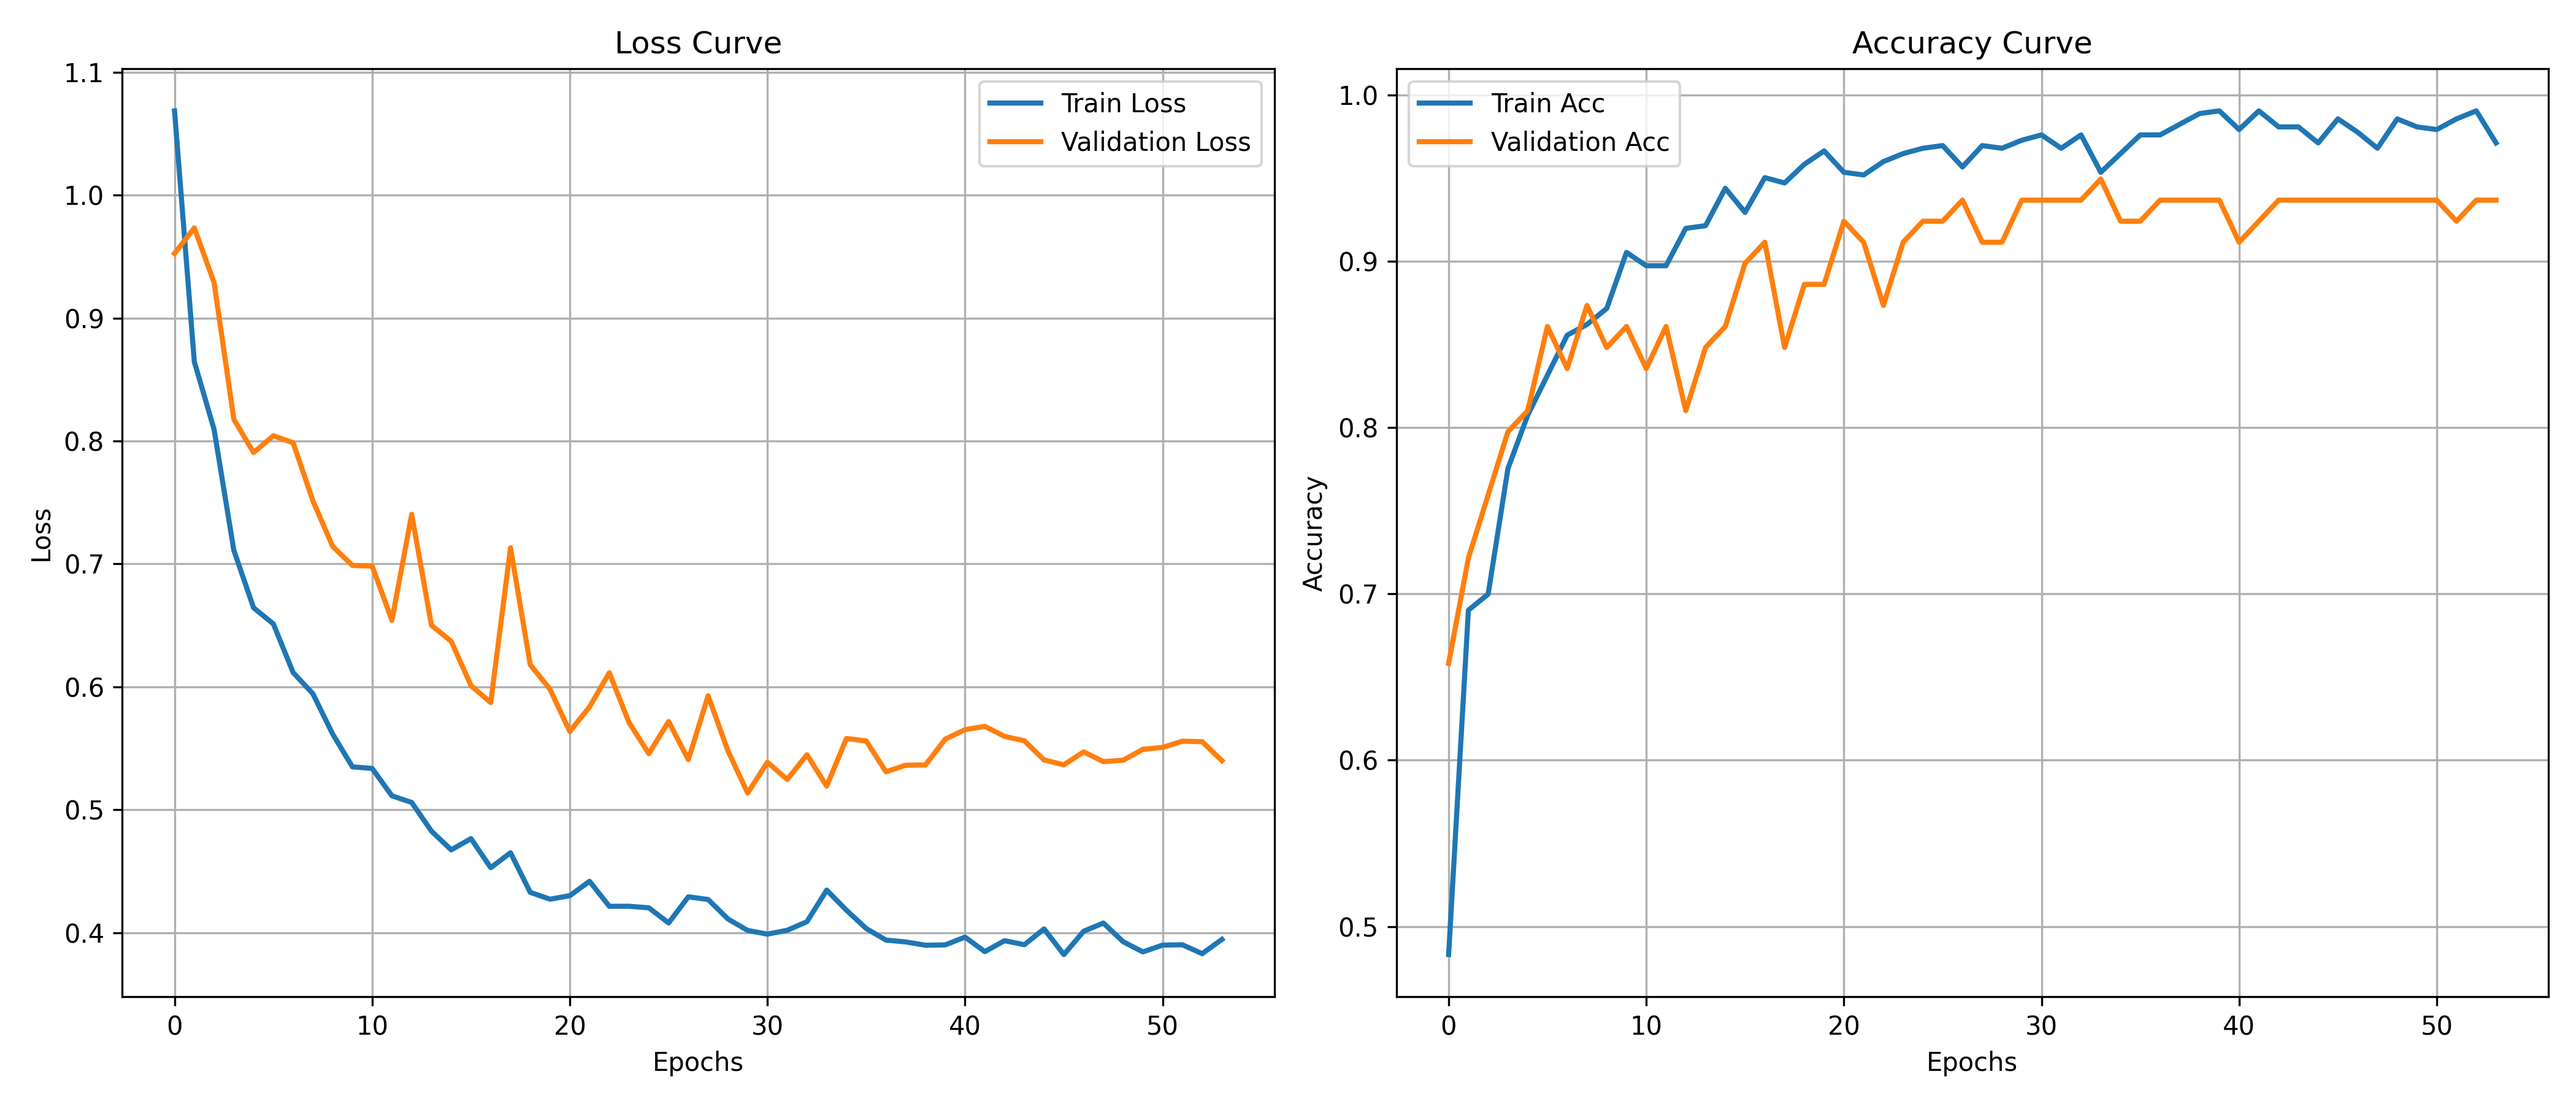 Loss Curve
1.1
1.0
0.9
0.8
0.7
0.6
0.5
0.4
Loss
Train Loss
Validation Loss
0 10 20 30 40 50
Epochs
Accuracy Curve
1.0
0.9
0.8
0.7
0.6
0.5
Accuracy
Train Acc
Validation Acc
0 10 20 30 40 50
Epochs